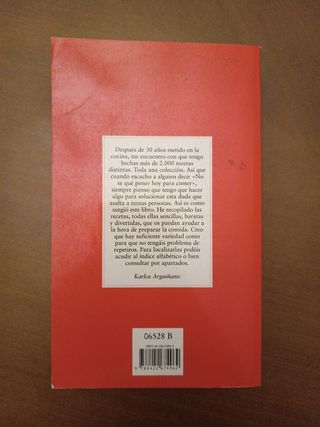 Después de 30 años metido en la
cocina, me encuentro con que tengo
hechas más de 2.000 recetas
distintas. Toda una colección. Así que
cuando escucho a alguien decir «No
se qué poner hoy para comer»,
siempre pienso que tengo que hacer
algo para solucionar esta duda que
asalta a tantas personas. Así es como
surgió este libro. He recopilado las
recetas, todas ellas sencillas, baratas
y divertidas, que os puedan ayudar a
la hora de preparar la comida. Creo
que hay suficiente variedad como
para que no tengáis problema de
repetiros. Para localizarlas podéis
acudir al índice alfabético o bien
consultar por apartados.
Karlos Arguiñano
06528 B